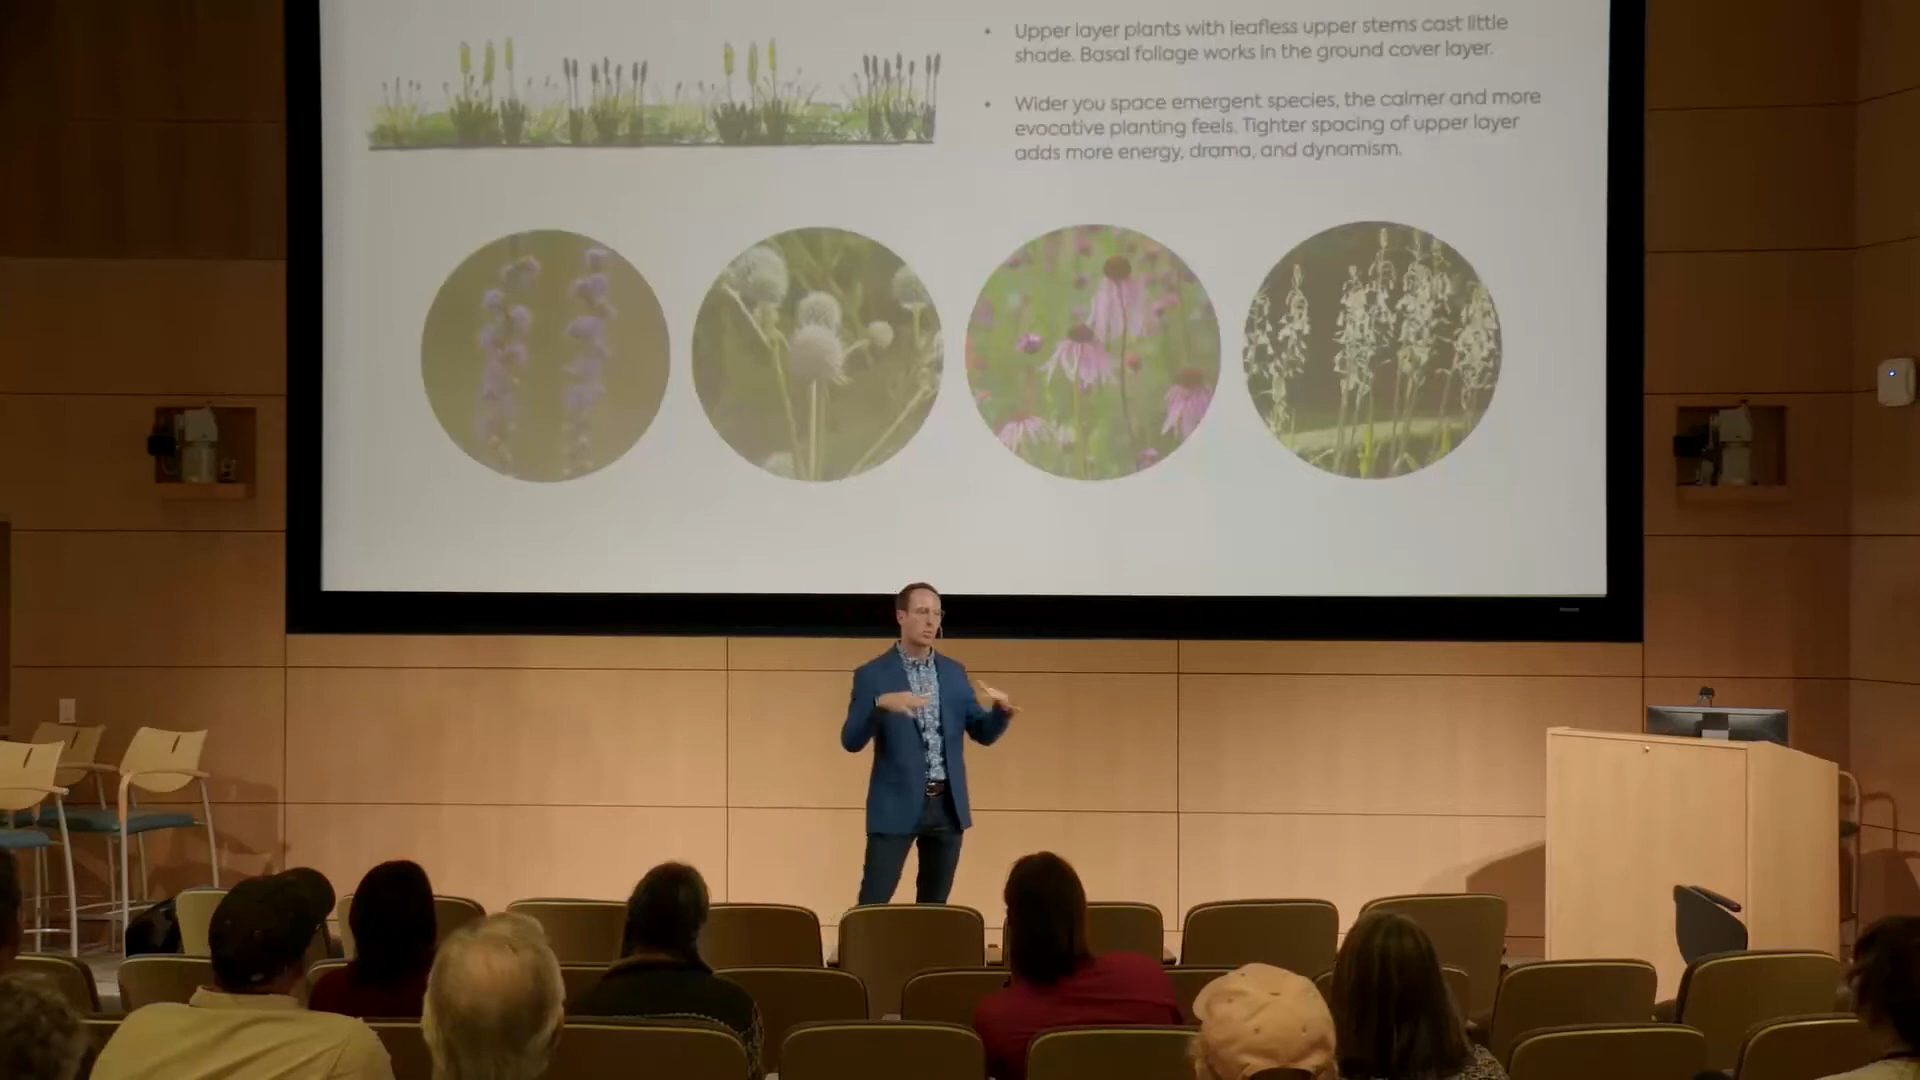 Upper layer plants with leafless upper stems cast little
shade. Basal foliage works in the ground cover layer.
Wider you space emergent species, the calmer and more
evocative planting feels. Tighter spacing of upper layer
adds more energy, drama, and dynamism.